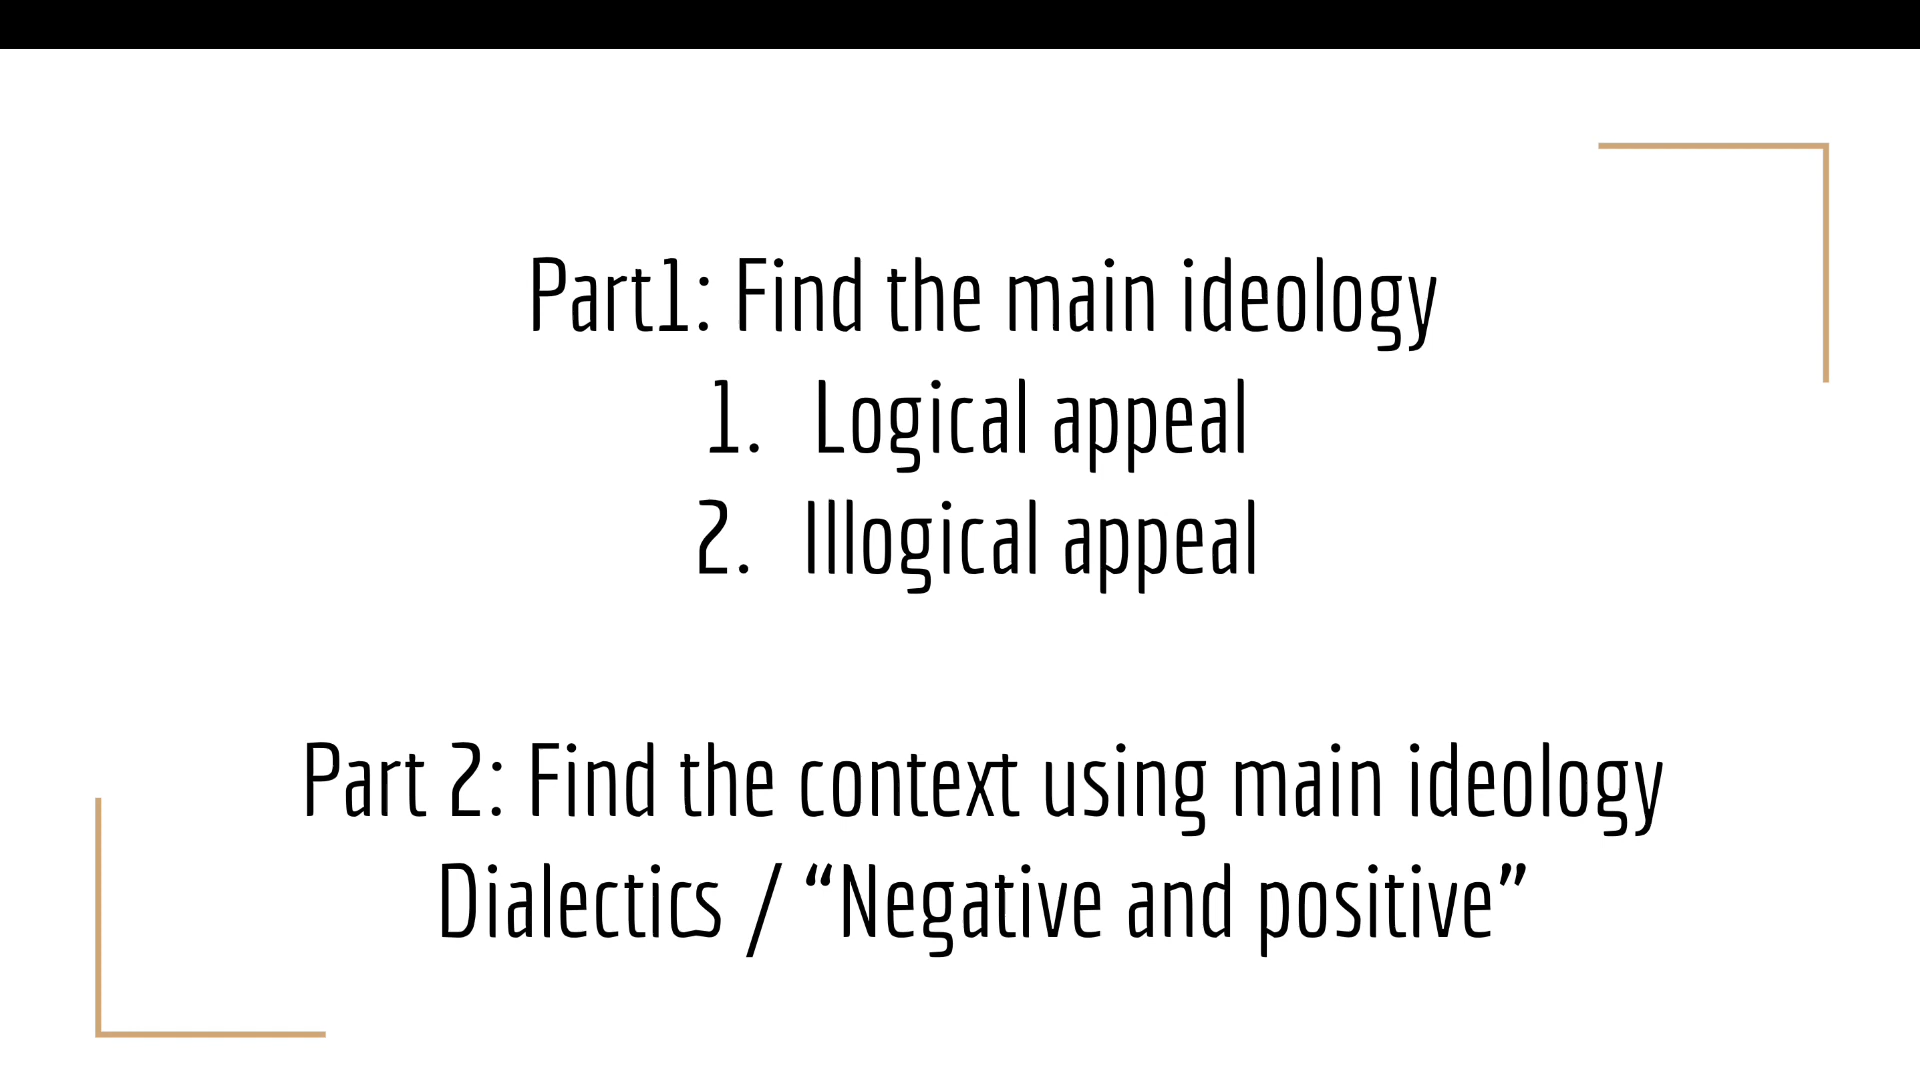 Part1: Find the main ideology
1. Logical appeal
2. Illogical appeal
Part 2: Find the context using main ideology
Dialectics / “Negative and positive”